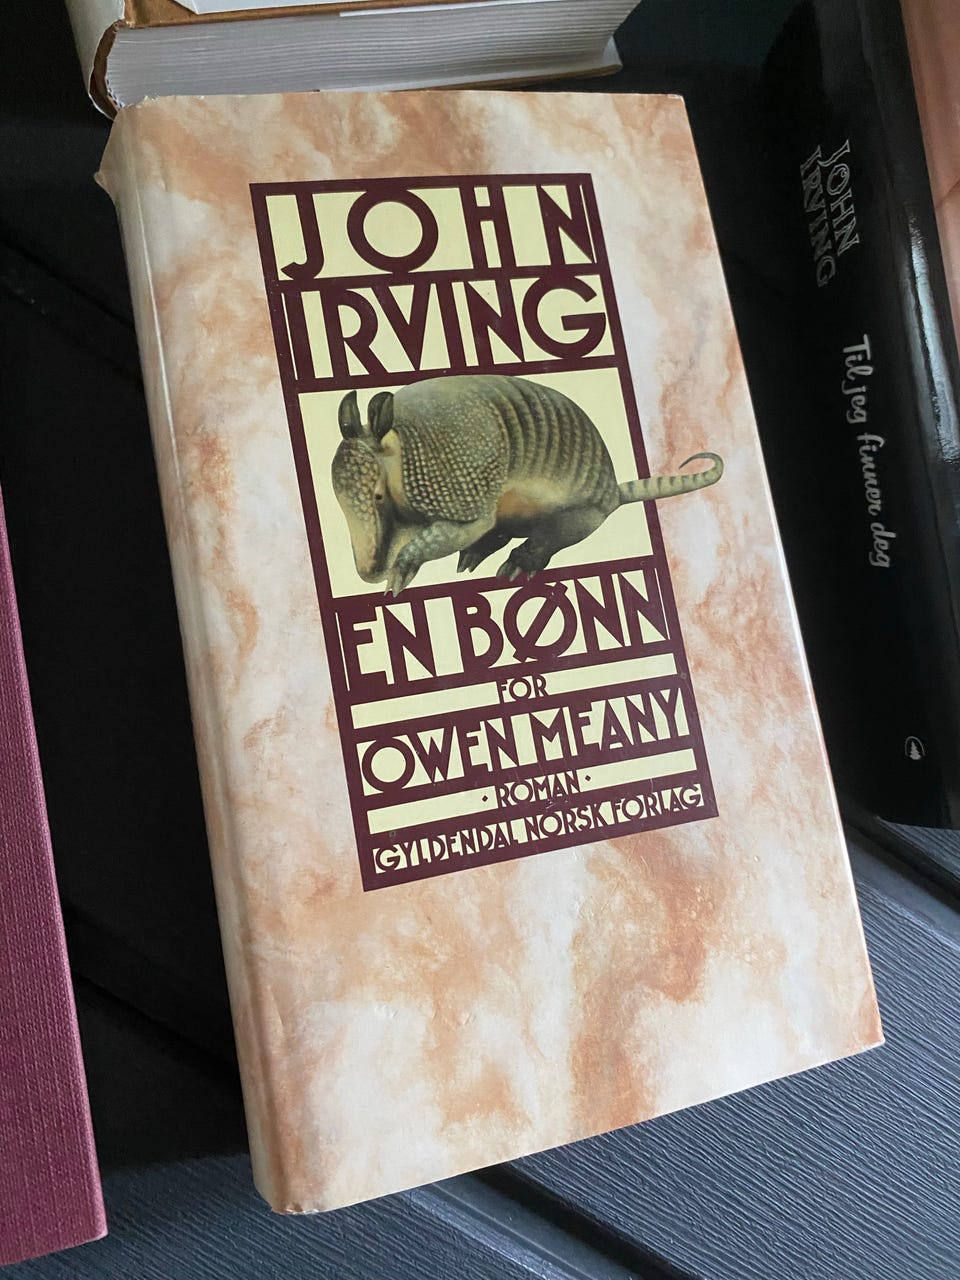 JOHN
IRVING
EN BØNN
FOR
OWEN MEANY
· ROMAN ·
GYLDENDAL NORSK FORLAG
JOHN
IRVING
Til jeg finner deg